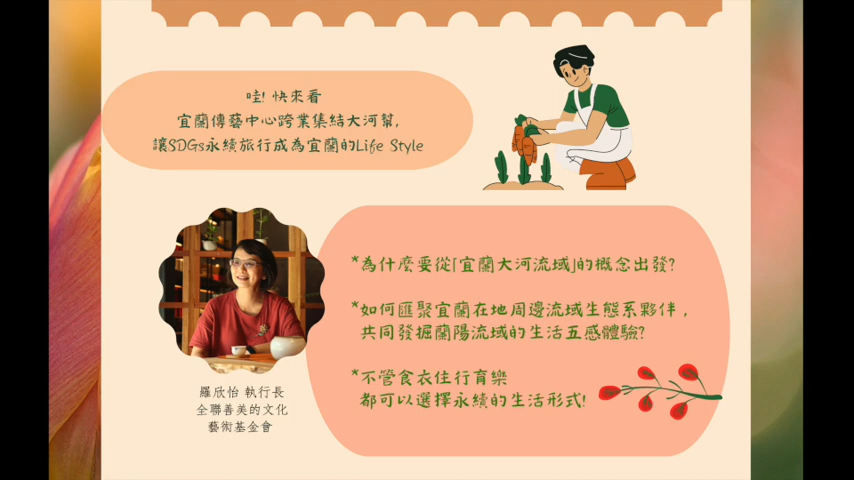 哇! 快來看
宜蘭傳藝中心跨業集結大河幫,
讓SDGs永續旅行成為宜蘭的Life Style
*為什麼要從「宜蘭大河流域」的概念出發?
*如何匯聚宜蘭在地周邊流域生態系夥伴,
共同發掘蘭陽流域的生活五感體驗?
*不管食衣住行育樂
都可以選擇永續的生活形式!
羅欣怡 執行長
全聯善美的文化
藝術基金會